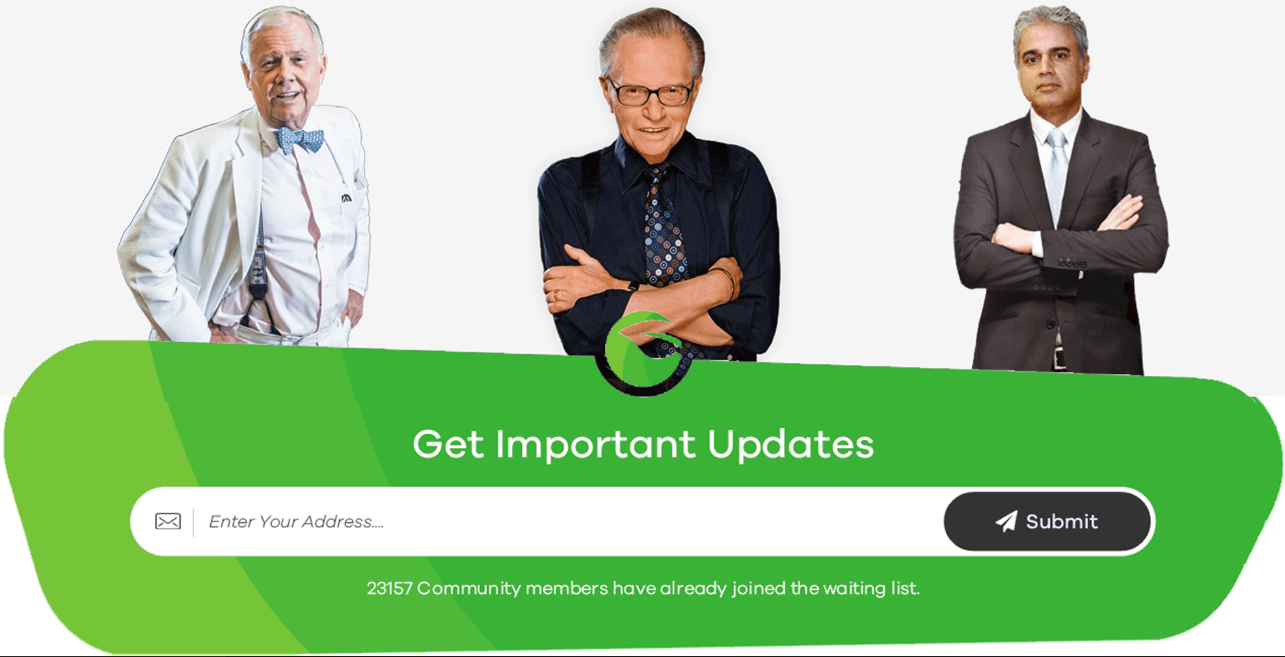 Get Important Updates
Enter Your Address....
Submit
23157 Community members have already joined the waiting list.